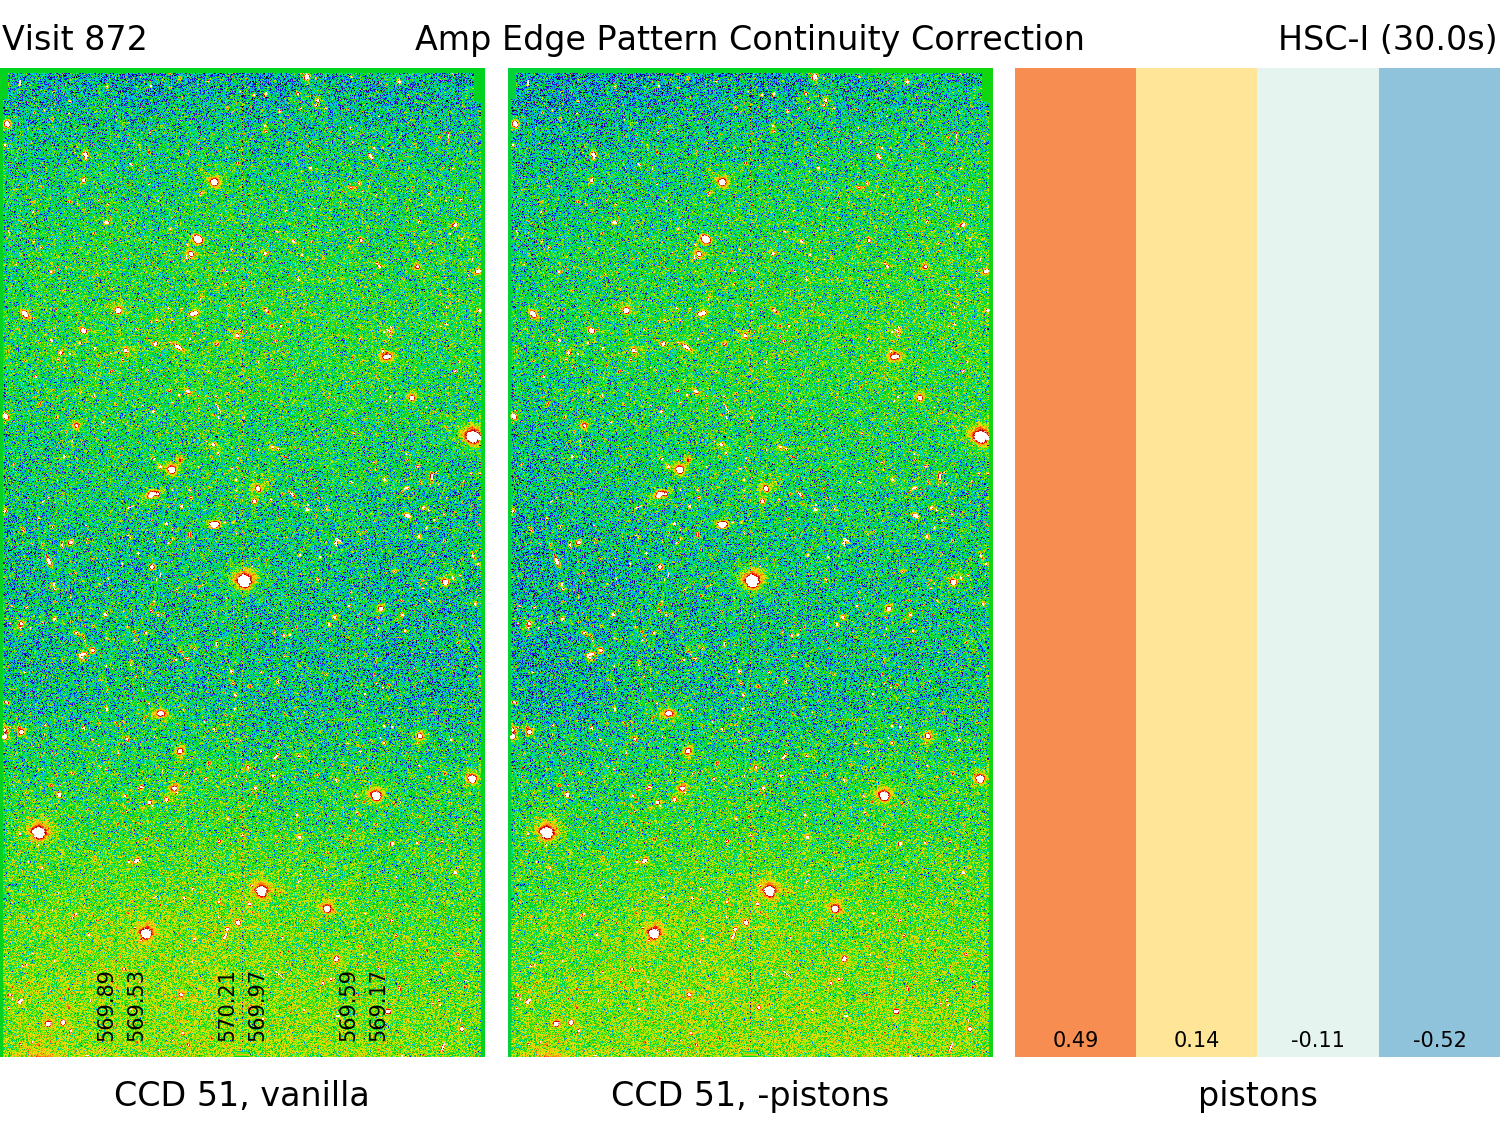 Visit 872
Amp Edge Pattern Continuity Correction
HSC-I (30.0s)
569.89
569.53
570.21
569.97
569.59
569.17
0.49
0.14
-0.11
-0.52
CCD 51, vanilla
CCD 51, -pistons
pistons